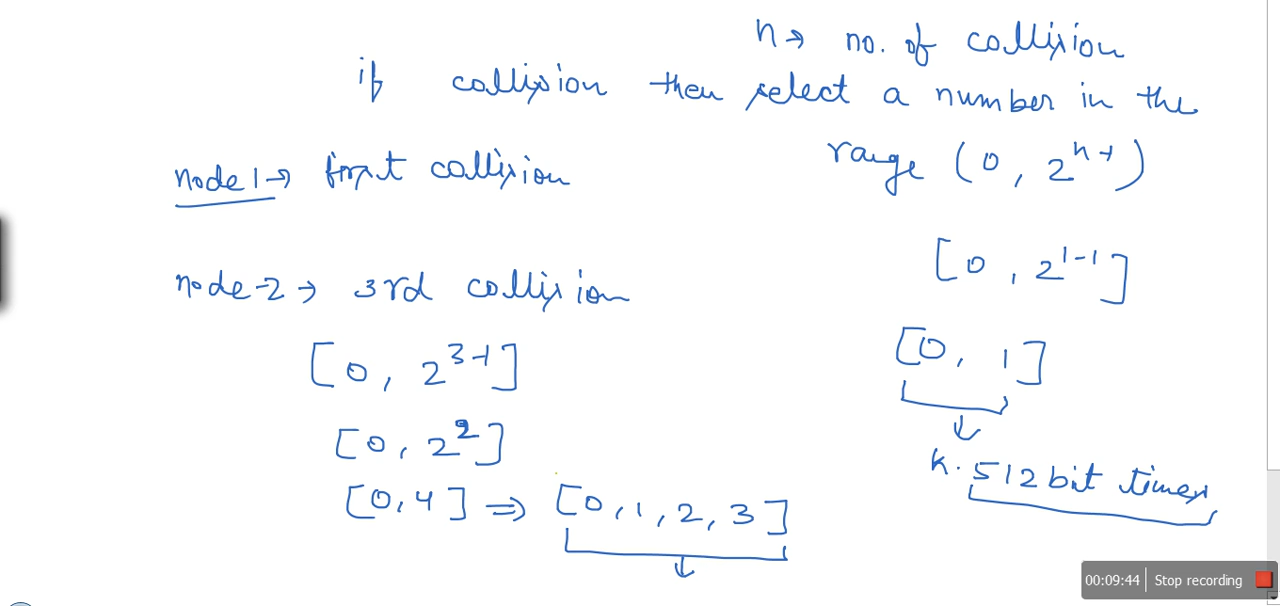 n → no. of collision
if collision then select a number in the
range (0, 2^n-1)
node 1 → first collision
[0, 2^1-1]
node-2 → 3rd collision
[0, 1]
[0, 2^3-1]
[0, 2^2]
K. 512 bit times
[0, 4] ⇒ [0, 1, 2, 3]
00:09:44 Stop recording